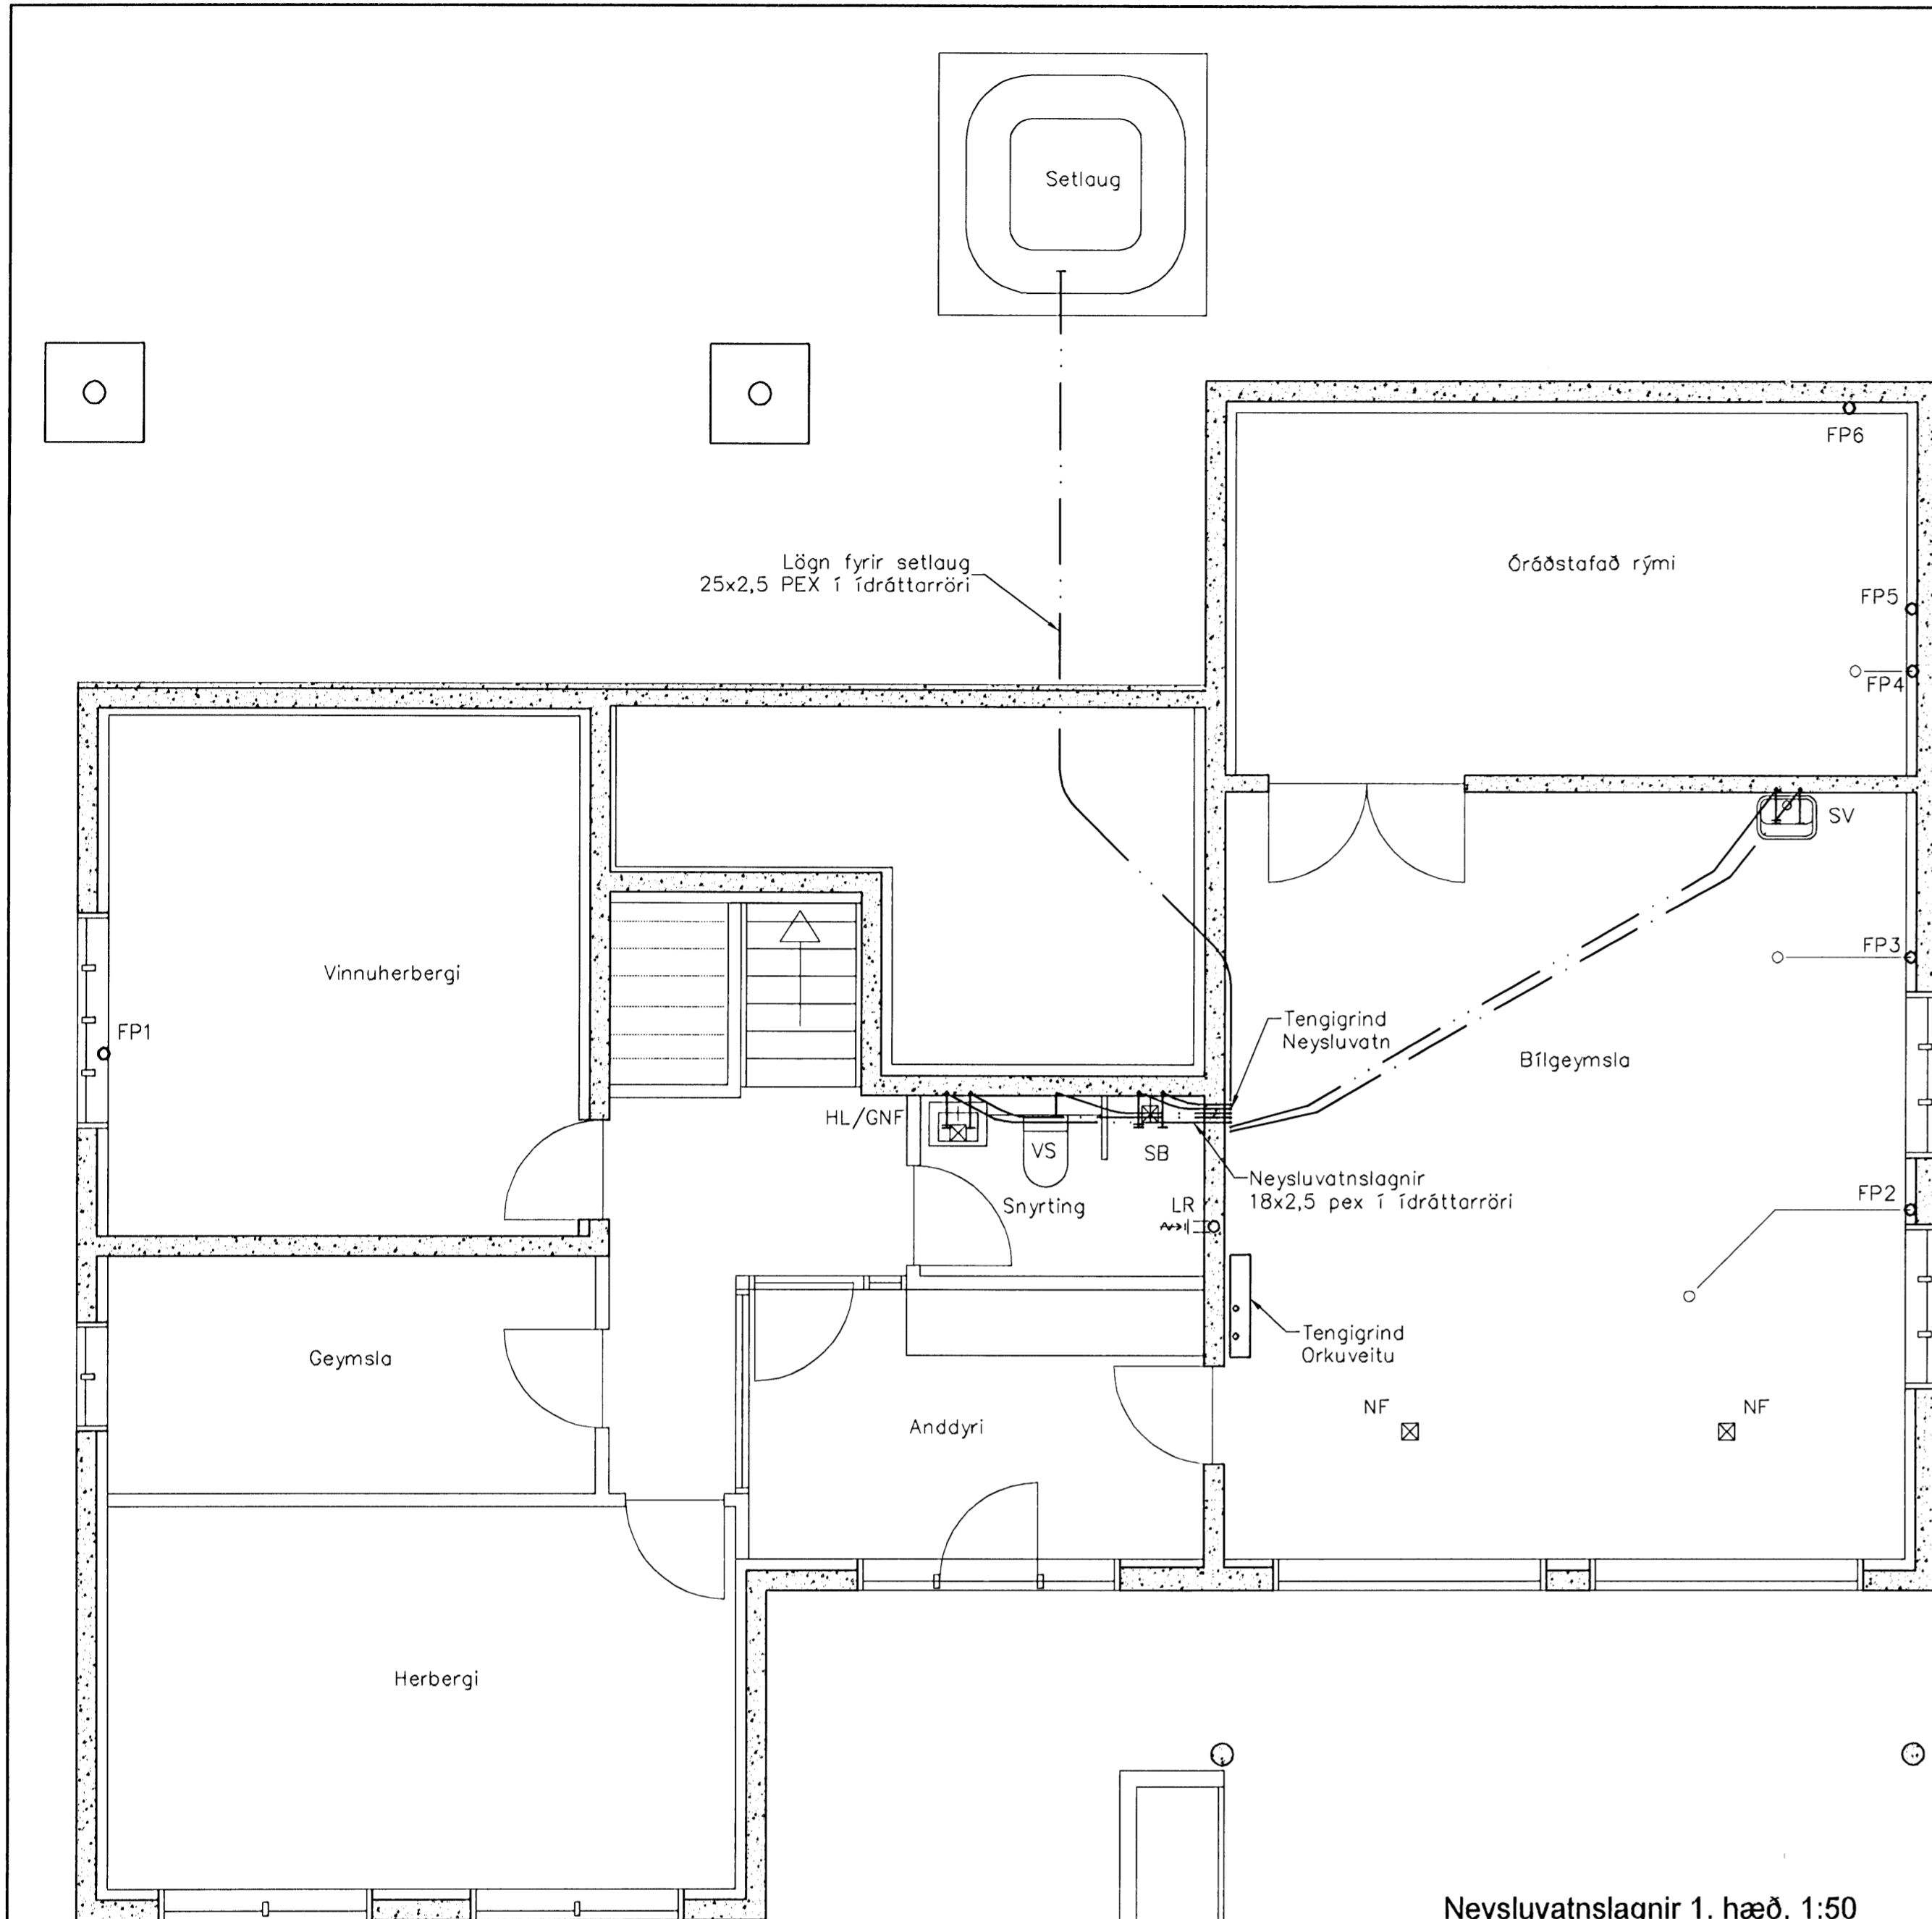 Setlaug
FP6
Lögn fyrir setlaug
25x2,5 PEX í ídráttarröri
Óráðstafað rými
FP5
FP4
SV
FP3
Vinnuherbergi
FP1
Tengigrind
Neysluvatn
Bílgeymsla
HL/GNF
VS
SB
Neysluvatnslagnir
18x2,5 pex í ídráttarröri
FP2
Snyrting
LR
Tengigrind
Orkuveitu
Geymsla
NF
NF
Anddyri
Herbergi
Neysluvatnslagnir 1. hæð, 1:50